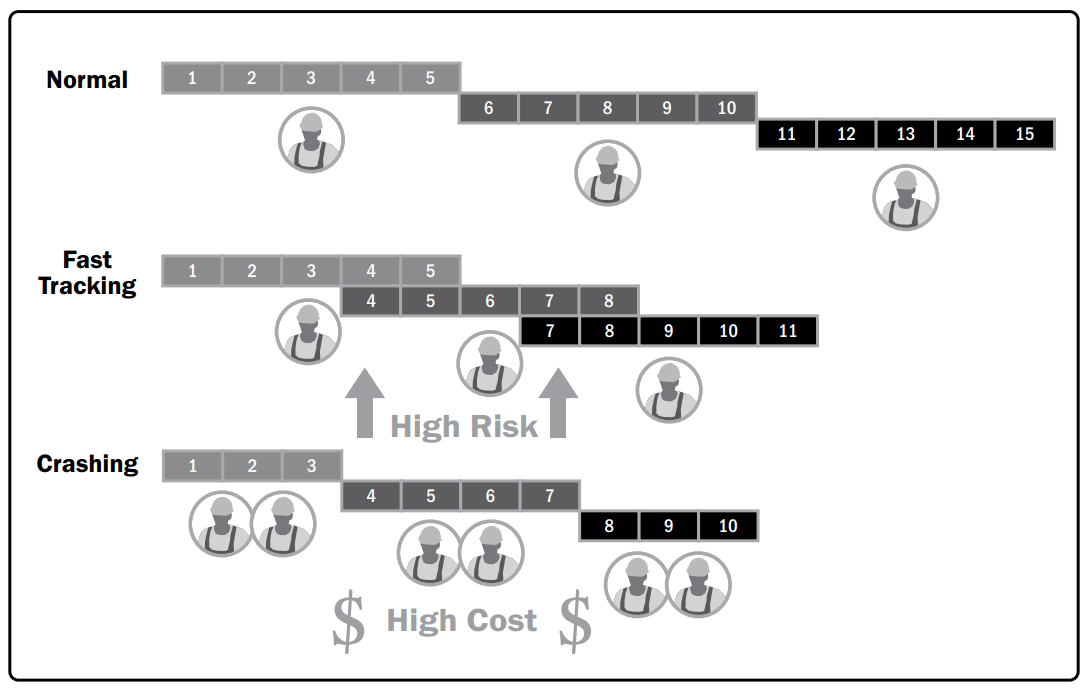 Normal
1 2 3 4 5
6 7 8 9 10
11 12 13 14 15
Fast
Tracking
1 2 3 4 5
4 5 6 7 8
7 8 9 10 11
High Risk
Crashing
1 2 3
4 5 6 7
8 9 10
$ High Cost $